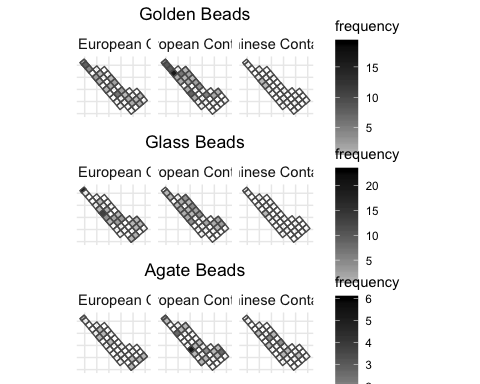 Golden Beads
frequency
European C opean Cont inese Conta
15
10
5
Glass Beads
frequency
European C opean Cont inese Conta
20
15
10
5
Agate Beads
frequency
European C opean Cont inese Conta
6
5
4
3